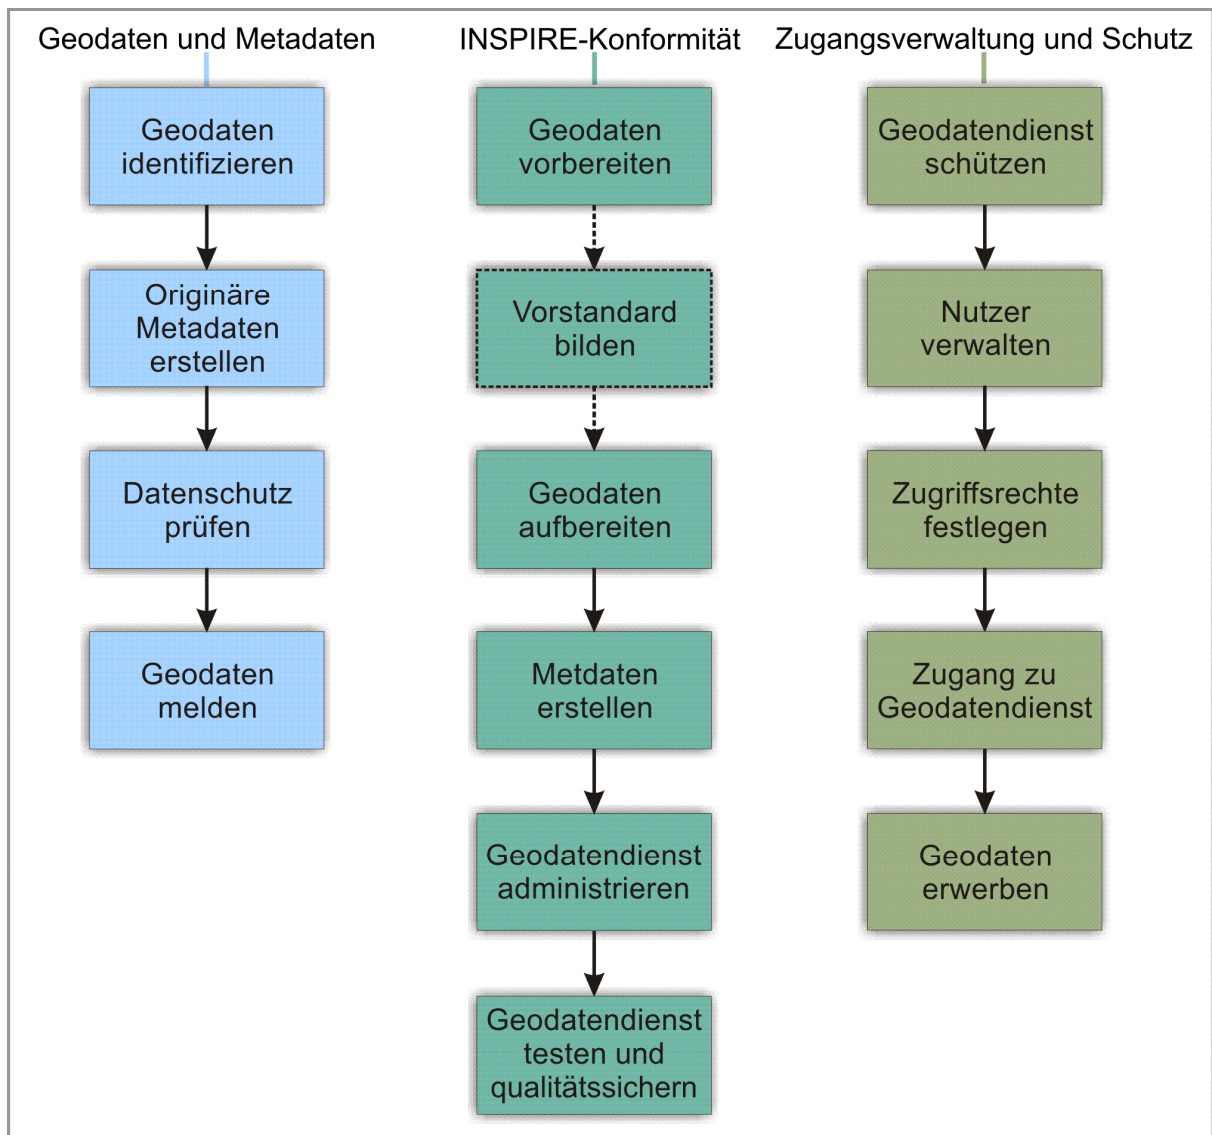 Geodaten und Metadaten
Geodaten
identifizieren
Originäre
Metadaten
erstellen
Datenschutz
prüfen
Geodaten
melden
INSPIRE-Konformität
Geodaten
vorbereiten
Vorstandard
bilden
Geodaten
aufbereiten
Metdaten
erstellen
Geodatendienst
administrieren
Geodatendienst
testen und
qualitätssichern
Zugangsverwaltung und Schutz
Geodatendienst
schützen
Nutzer
verwalten
Zugriffsrechte
festlegen
Zugang zu
Geodatendienst
Geodaten
erwerben